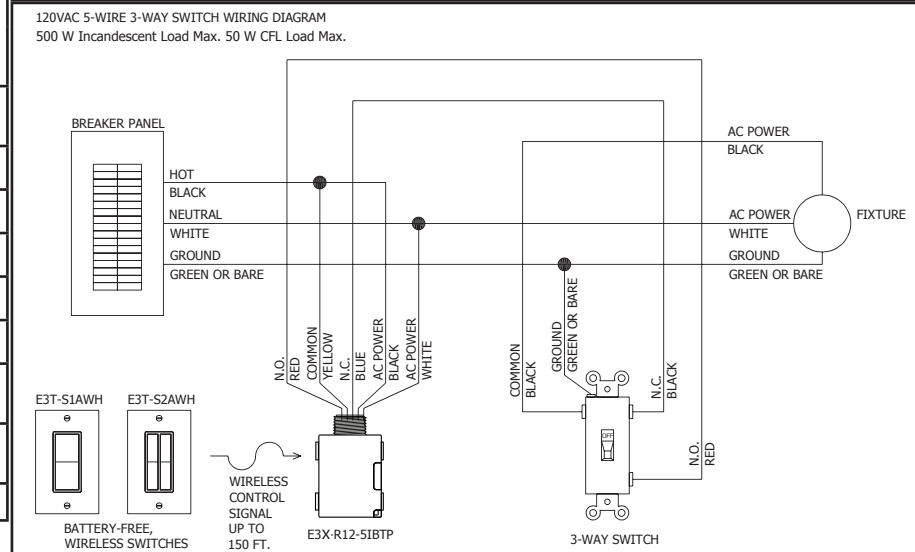 120VAC 5-WIRE 3-WAY SWITCH WIRING DIAGRAM
500 W Incandescent Load Max. 50 W CFL Load Max.
BREAKER PANEL
HOT
BLACK
NEUTRAL
WHITE
GROUND
GREEN OR BARE
AC POWER
BLACK
AC POWER
WHITE
GROUND
GREEN OR BARE
FIXTURE
N.O.
RED
COMMON
YELLOW
N.C.
BLUE
AC POWER
BLACK
AC POWER
WHITE
COMMON
BLACK
GROUND
GREEN OR BARE
N.C.
BLACK
N.O.
RED
OFF
E3T-S1AWH
E3T-S2AWH
BATTERY-FREE,
WIRELESS SWITCHES
WIRELESS
CONTROL
SIGNAL
UP TO
150 FT.
E3X-R12-5IBTP
3-WAY SWITCH